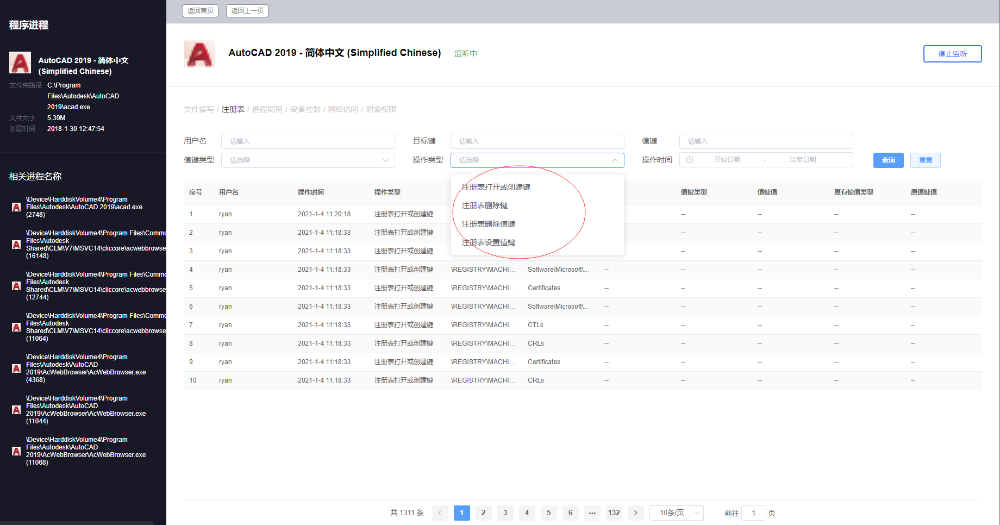 程序进程
AutoCAD 2019 - 简体中文
(Simplified Chinese)
文件夹路径 C:\Program
Files\Autodesk\AutoCAD
2019\acad.exe
文件大小 5.39M
创建时间 2018-1-30 12:47:54
相关进程名称
\Device\HarddiskVolume4\Program
Files\Autodesk\AutoCAD 2019\acad.exe
(2748)
\Device\HarddiskVolume4\Program Files\Commo
Files\Autodesk
Shared\CLM\V7\MSVC14\cliccore\acwebbrowse
(16148)
\Device\HarddiskVolume4\Program Files\Commo
Files\Autodesk
Shared\CLM\V7\MSVC14\cliccore\acwebbrowse
(12744)
\Device\HarddiskVolume4\Program Files\Commo
Files\Autodesk
Shared\CLM\V7\MSVC14\cliccore\acwebbrowse
(11064)
\Device\HarddiskVolume4\Program
Files\Autodesk\AutoCAD
2019\AcWebBrowser\AcWebBrowser.exe
(4368)
\Device\HarddiskVolume4\Program
Files\Autodesk\AutoCAD
2019\AcWebBrowser\AcWebBrowser.exe
(11044)
\Device\HarddiskVolume4\Program
Files\Autodesk\AutoCAD
2019\AcWebBrowser\AcWebBrowser.exe
(11068)
返回首页 返回上一页
AutoCAD 2019 - 简体中文 (Simplified Chinese) 监听中 停止监听
文件读写 / 注册表 / 进程调用 / 设备控制 / 网络访问 / 对象权限
用户名 请输入 目标键 请输入 值键 请输入
值键类型 请选择 操作类型 请选择 操作时间 开始日期 - 结束日期 查询 重置
注册表打开或创建键
注册表删除键
注册表删除值键
注册表设置值键
序号 用户名 操作时间 操作类型 值键类型 值键值 原有键值类型 原值键值
1 ryan 2021-1-4 11:20:18 注册表打开或创建键 -- -- -- --
2 ryan 2021-1-4 11:18:33 注册表打开或创建键 -- -- -- --
3 ryan 2021-1-4 11:18:33 注册表打开或创建键 -- -- -- --
4 ryan 2021-1-4 11:18:33 注册表打开或创建键 \REGISTRY\MACHI... Software\Microsoft\... -- -- -- -- --
5 ryan 2021-1-4 11:18:33 注册表打开或创建键 \REGISTRY\MACHI... Certificates -- -- -- -- --
6 ryan 2021-1-4 11:18:33 注册表打开或创建键 \REGISTRY\MACHI... Software\Microsoft\... -- -- -- -- --
7 ryan 2021-1-4 11:18:33 注册表打开或创建键 \REGISTRY\MACHI... CTLs -- -- -- -- --
8 ryan 2021-1-4 11:18:33 注册表打开或创建键 \REGISTRY\MACHI... CRLs -- -- -- -- --
9 ryan 2021-1-4 11:18:33 注册表打开或创建键 \REGISTRY\MACHI... Certificates -- -- -- -- --
10 ryan 2021-1-4 11:18:33 注册表打开或创建键 \REGISTRY\MACHI... CRLs -- -- -- -- --
共 1311 条 < 1 2 3 4 5 6 ••• 132 > 10条/页 前往 1 页